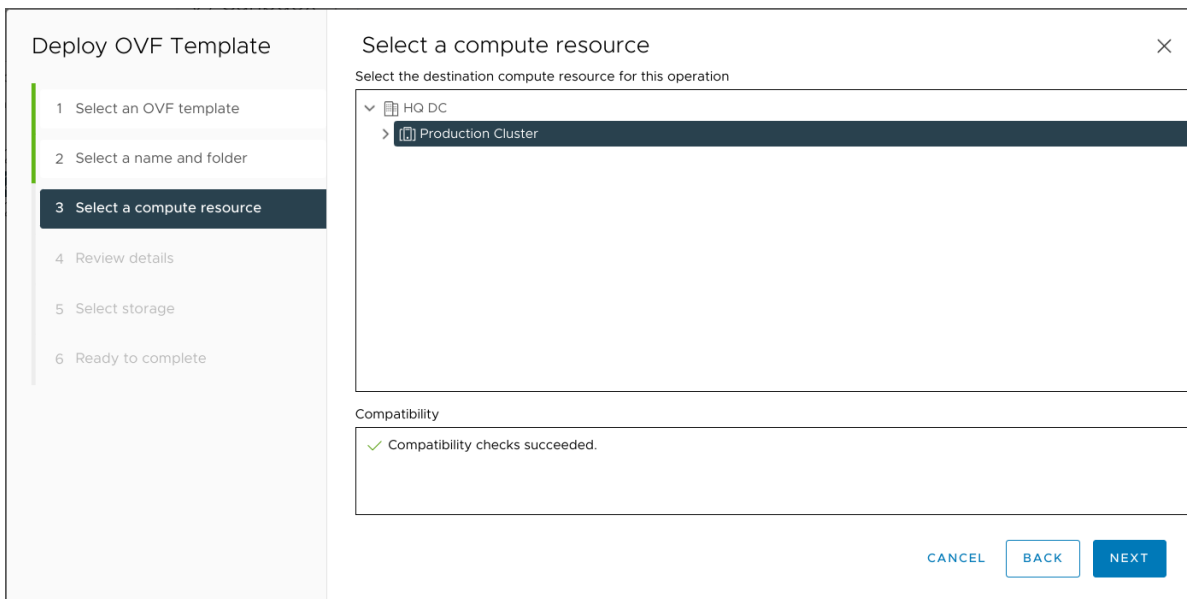 Deploy OVF Template
1 Select an OVF template
2 Select a name and folder
3 Select a compute resource
4 Review details
5 Select storage
6 Ready to complete
Select a compute resource
Select the destination compute resource for this operation
HQ DC
Production Cluster
Compatibility
Compatibility checks succeeded.
CANCEL BACK NEXT